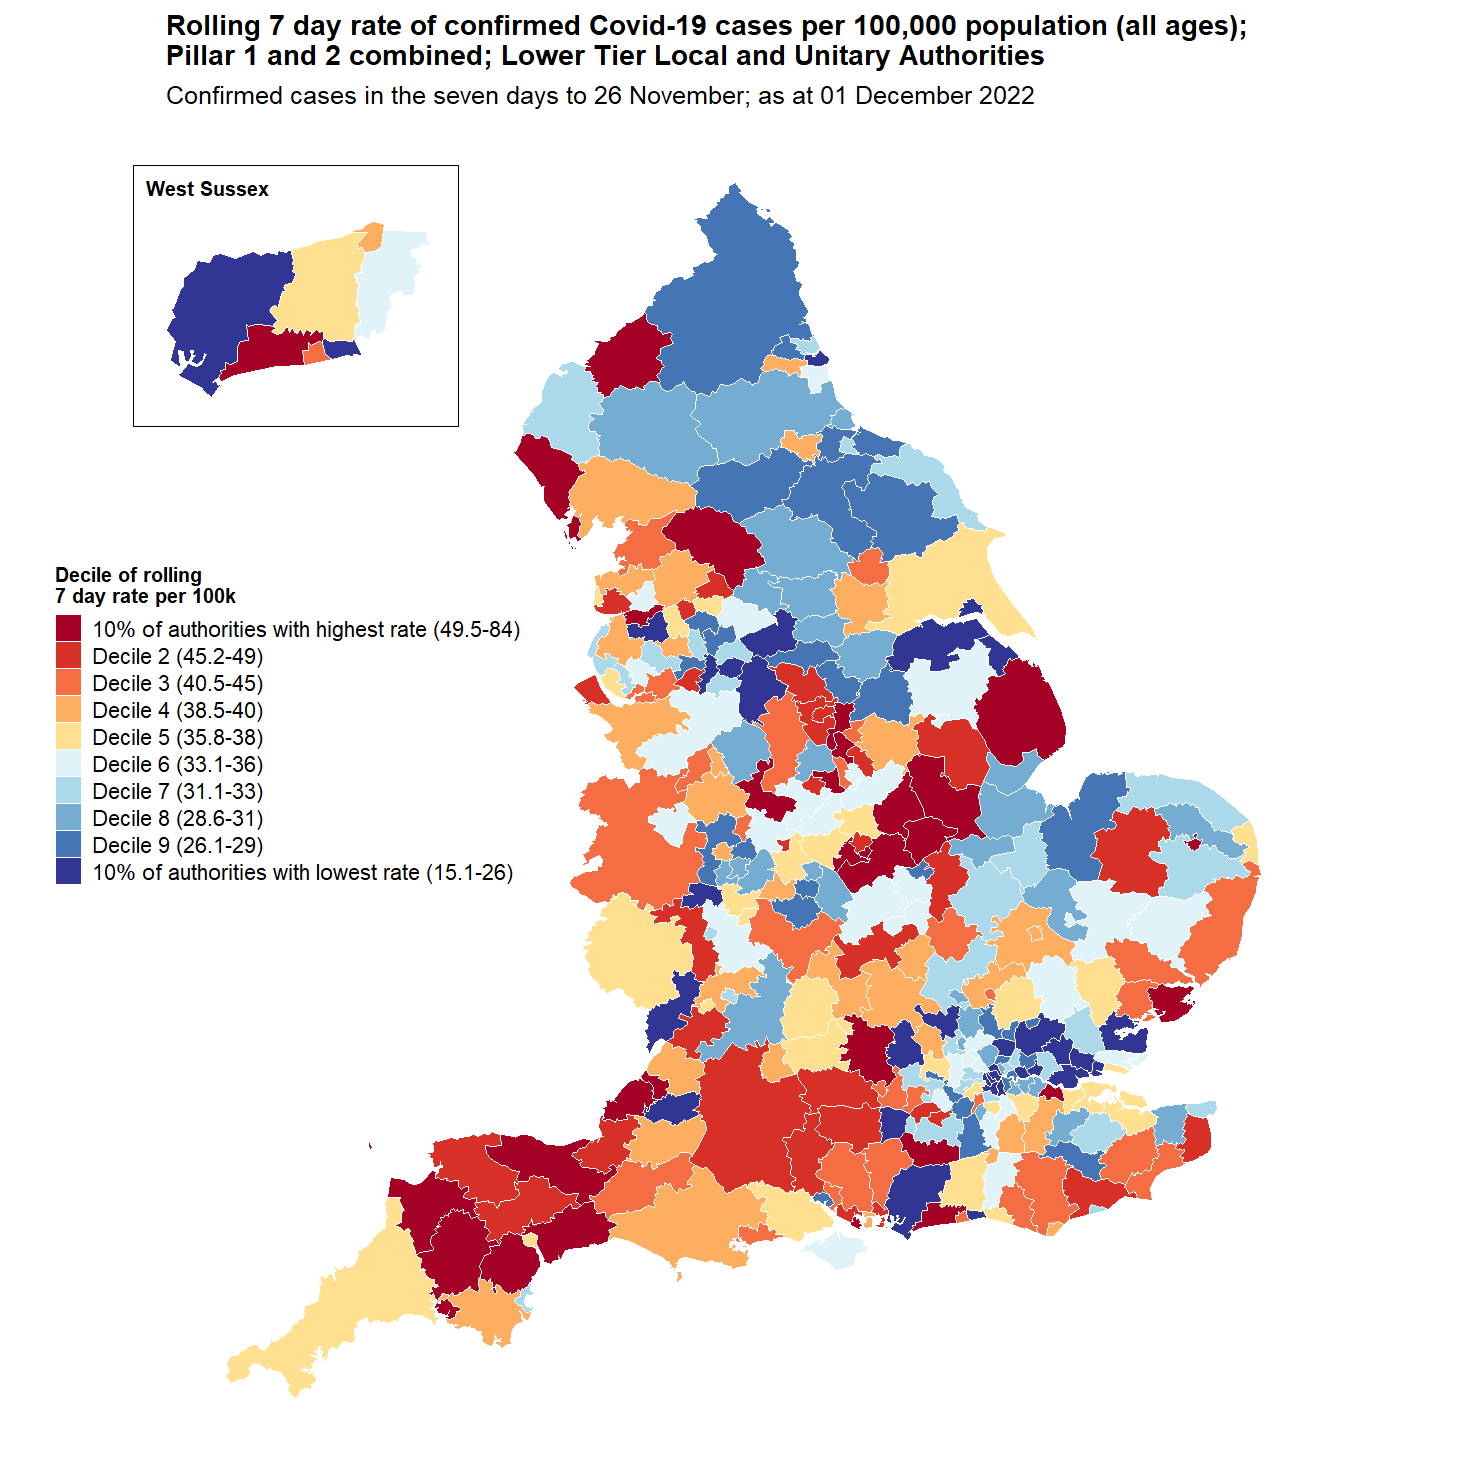 Rolling 7 day rate of confirmed Covid-19 cases per 100,000 population (all ages);
Pillar 1 and 2 combined; Lower Tier Local and Unitary Authorities
Confirmed cases in the seven days to 26 November; as at 01 December 2022
West Sussex
Decile of rolling
7 day rate per 100k
10% of authorities with highest rate (49.5-84)
Decile 2 (45.2-49)
Decile 3 (40.5-45)
Decile 4 (38.5-40)
Decile 5 (35.8-38)
Decile 6 (33.1-36)
Decile 7 (31.1-33)
Decile 8 (28.6-31)
Decile 9 (26.1-29)
10% of authorities with lowest rate (15.1-26)